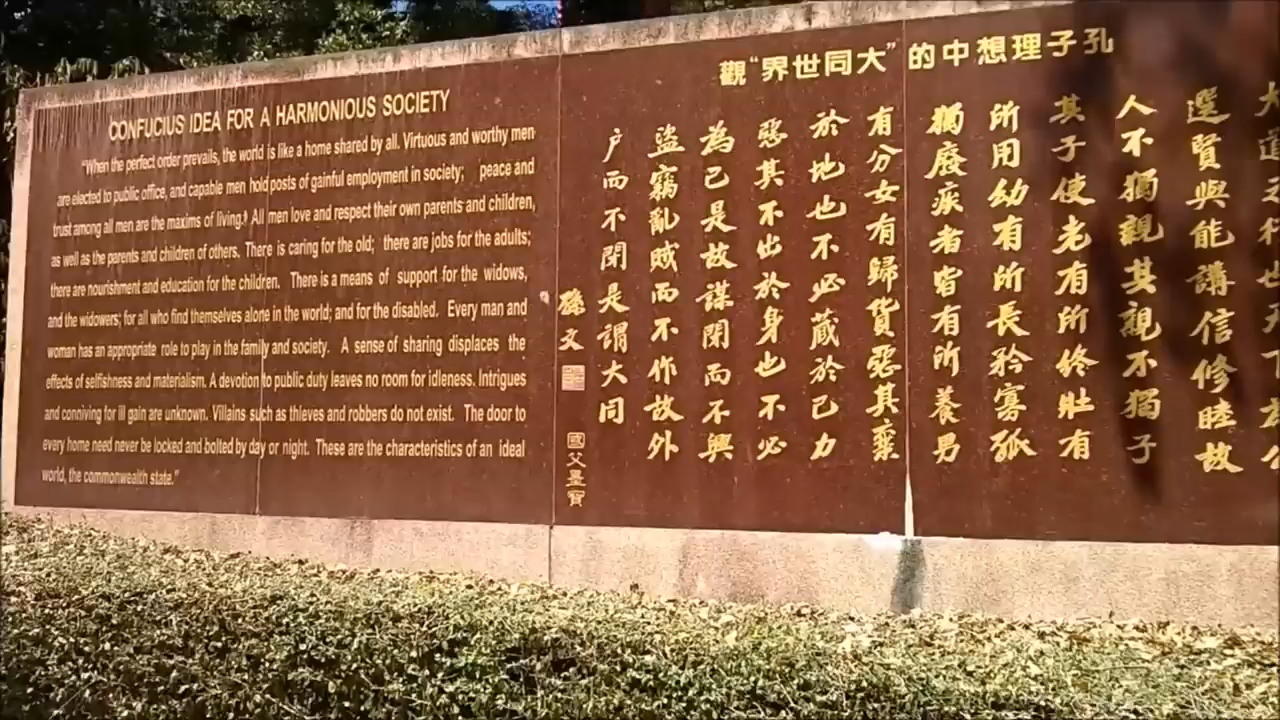 CONFUCIUS IDEA FOR A HARMONIOUS SOCIETY
"When the perfect order prevails, the world is like a home shared by all. Virtuous and worthy men
are elected to public office, and capable men hold posts of gainful employment in society; peace and
trust among all men are the maxims of living." All men love and respect their own parents and children,
as well as the parents and children of others. There is caring for the old; there are jobs for the adults;
there are nourishment and education for the children. There is a means of support for the widows,
and the widowers; for all who find themselves alone in the world; and for the disabled. Every man and
woman has an appropriate role to play in the family and society. A sense of sharing displaces the
effects of selfishness and materialism. A devotion to public duty leaves no room for idleness. Intrigues
and conniving for ill gain are unknown. Villains such as thieves and robbers do not exist. The door to
every home need never be locked and bolted by day or night. These are the characteristics of an ideal
world, the commonwealth state."
孔子理想中的"大同世界"觀
大道之行也天下
選賢與能講信修睦故
人不獨親其親不獨子
其子使老有所終壯有
所用幼有所長矜寡孤
獨廢疾者皆有所養男
有分女有歸貨惡其棄
於地也不必藏於己力
惡其不出於身也不必
為己是故謀閉而不興
盜竊亂賊而不作故外
户而不閉是謂大同
孫文
國父墨寶